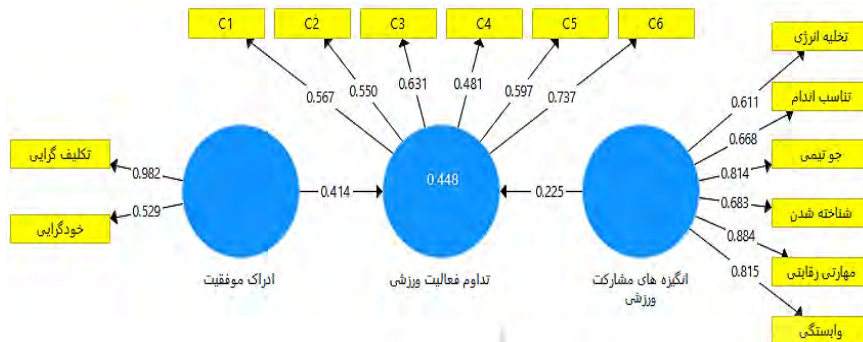 C1
C2
C3
C4
C5
C6
0.567
0.550
0.631
0.481
0.597
0.737
تخلیه انرژی
تناسب اندام
جو تیمی
شناخته شدن
مهارتی رقابتی
وابستگی
0.611
0.668
0.814
0.683
0.884
0.815
تکلیف گرایی
خودگرایی
0.982
0.529
0.414
0.448
0.225
ادراک موفقیت
تداوم فعالیت ورزشی
انگیزه های مشارکت
ورزشی